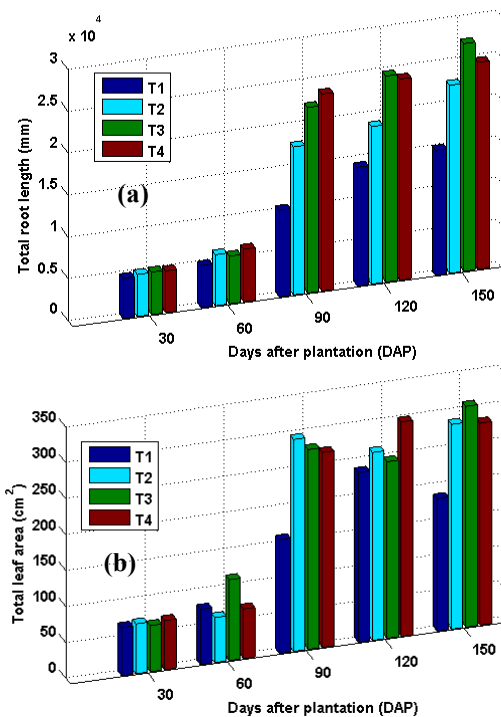 x 10^4
3
2.5
2
1.5
1
0.5
0
Total root length (mm)
T1
T2
T3
T4
(a)
30
60
90
120
150
Days after plantation (DAP)
350
300
250
200
150
100
50
0
Total leaf area (cm^2)
T1
T2
T3
T4
(b)
30
60
90
120
150
Days after plantation (DAP)